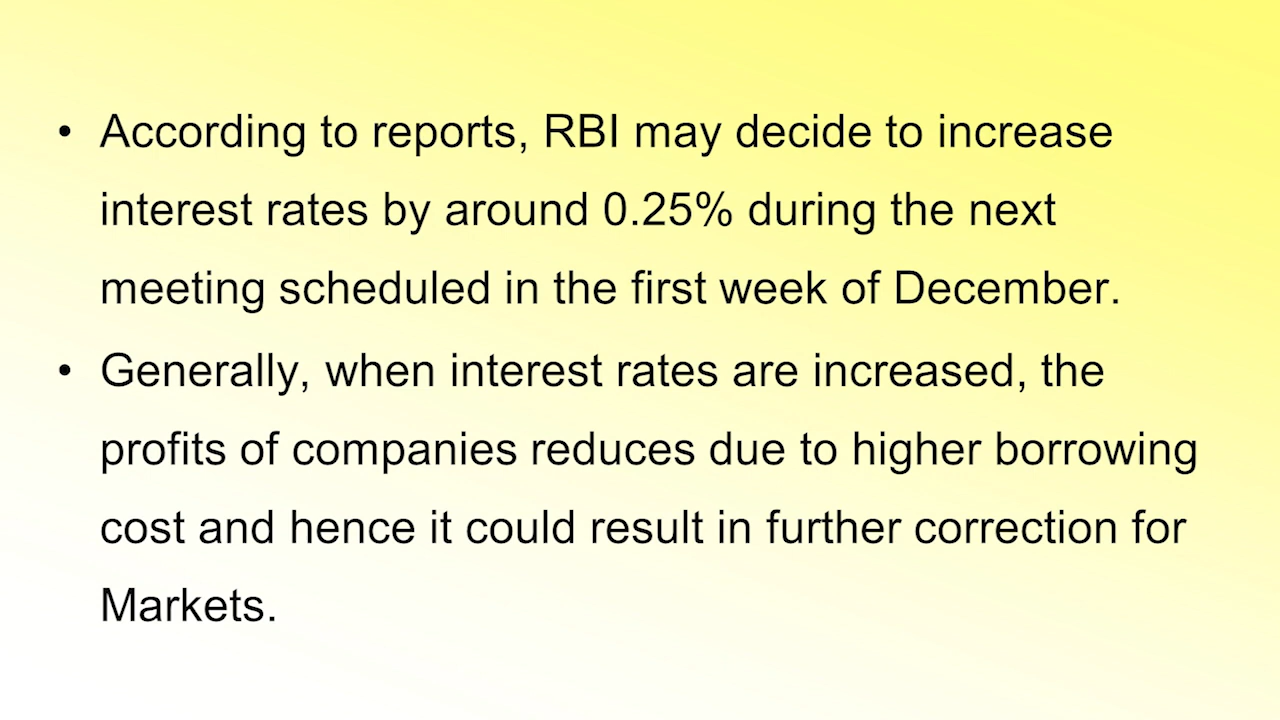 • According to reports, RBI may decide to increase
interest rates by around 0.25% during the next
meeting scheduled in the first week of December.
• Generally, when interest rates are increased, the
profits of companies reduces due to higher borrowing
cost and hence it could result in further correction for
Markets.